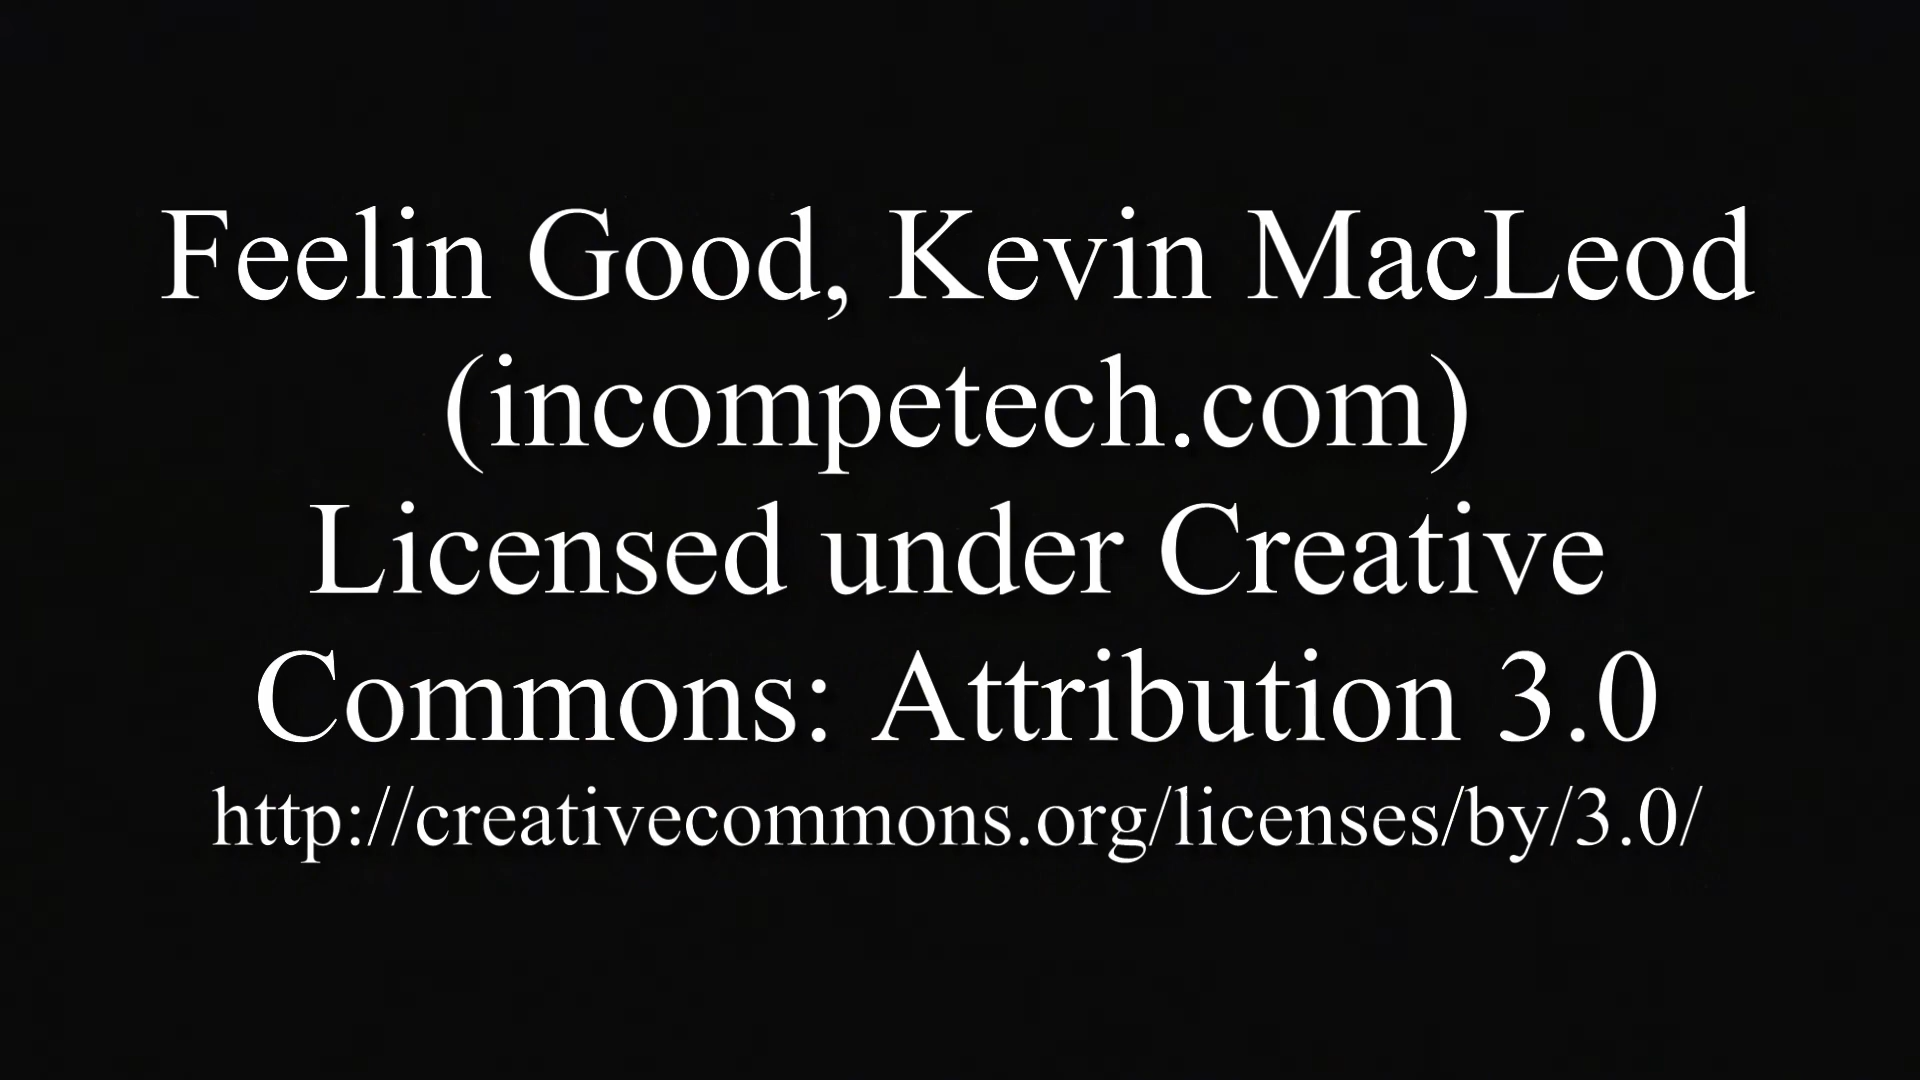 Feelin Good, Kevin MacLeod
(incompetech.com)
Licensed under Creative
Commons: Attribution 3.0
http://creativecommons.org/licenses/by/3.0/